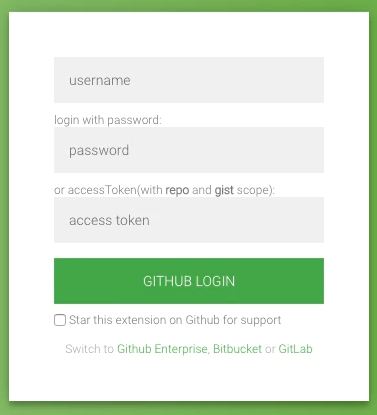 username
login with password:
password
or accessToken(with repo and gist scope):
access token
GITHUB LOGIN
Star this extension on Github for support
Switch to Github Enterprise, Bitbucket or GitLab